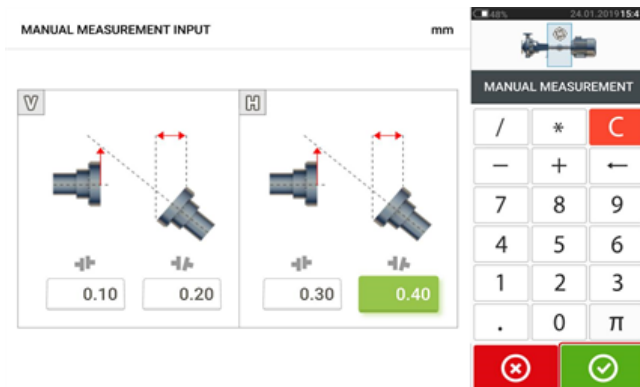 MANUAL MEASUREMENT INPUT mm
V
0.10 0.20
H
0.30 0.40
48% 24.01.2019 15:4
MANUAL MEASUREMENT
/ * C
− + ←
7 8 9
4 5 6
1 2 3
. 0 π